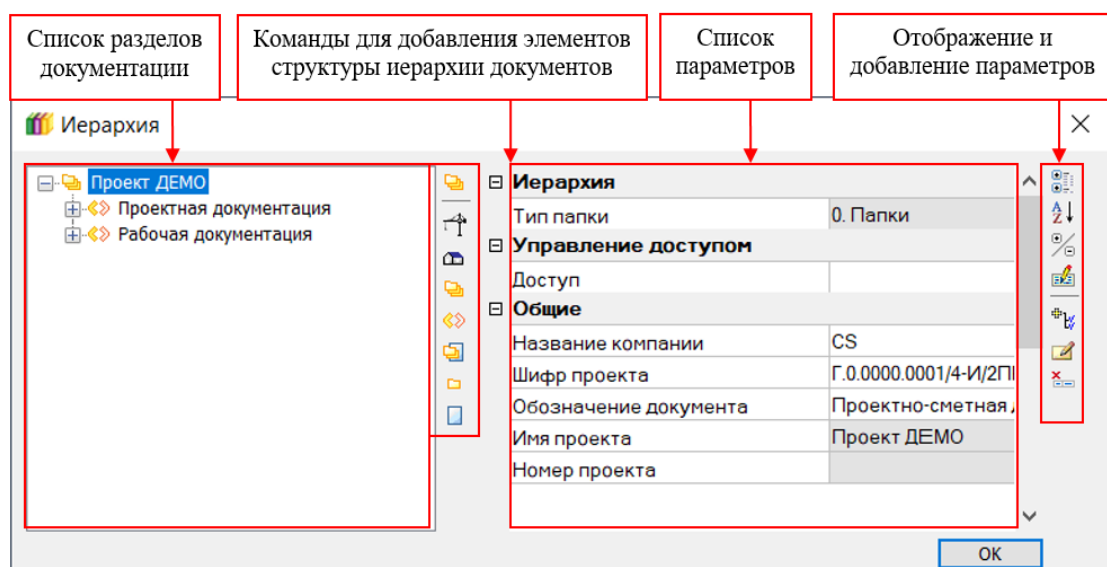 Список разделов
документации
Команды для добавления элементов
структуры иерархии документов
Список
параметров
Отображение и
добавление параметров
Иерархия
Проект ДЕМО
Проектная документация
Рабочая документация
Иерархия
Тип папки 0. Папки
Управление доступом
Доступ
Общие
Название компании CS
Шифр проекта Г.0.0000.0001/4-И/2П
Обозначение документа Проектно-сметная
Имя проекта Проект ДЕМО
Номер проекта
ОК